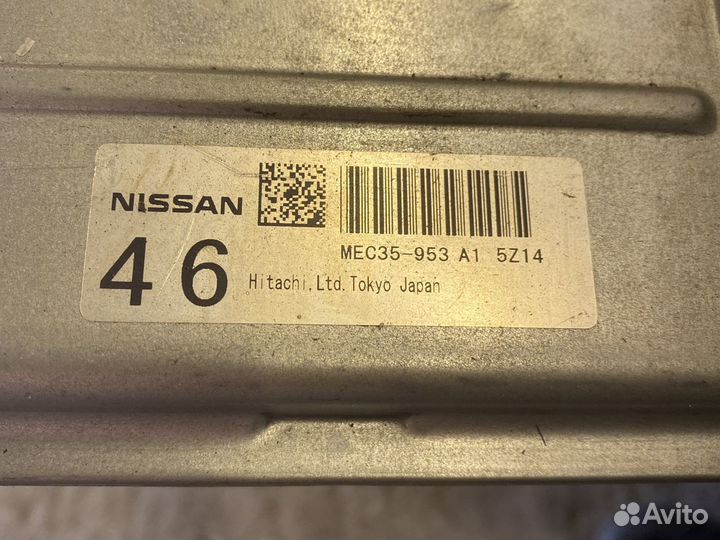 NISSAN
46
MEC35-953 A1 5Z14
Hitachi,Ltd.Tokyo Japan
Avito